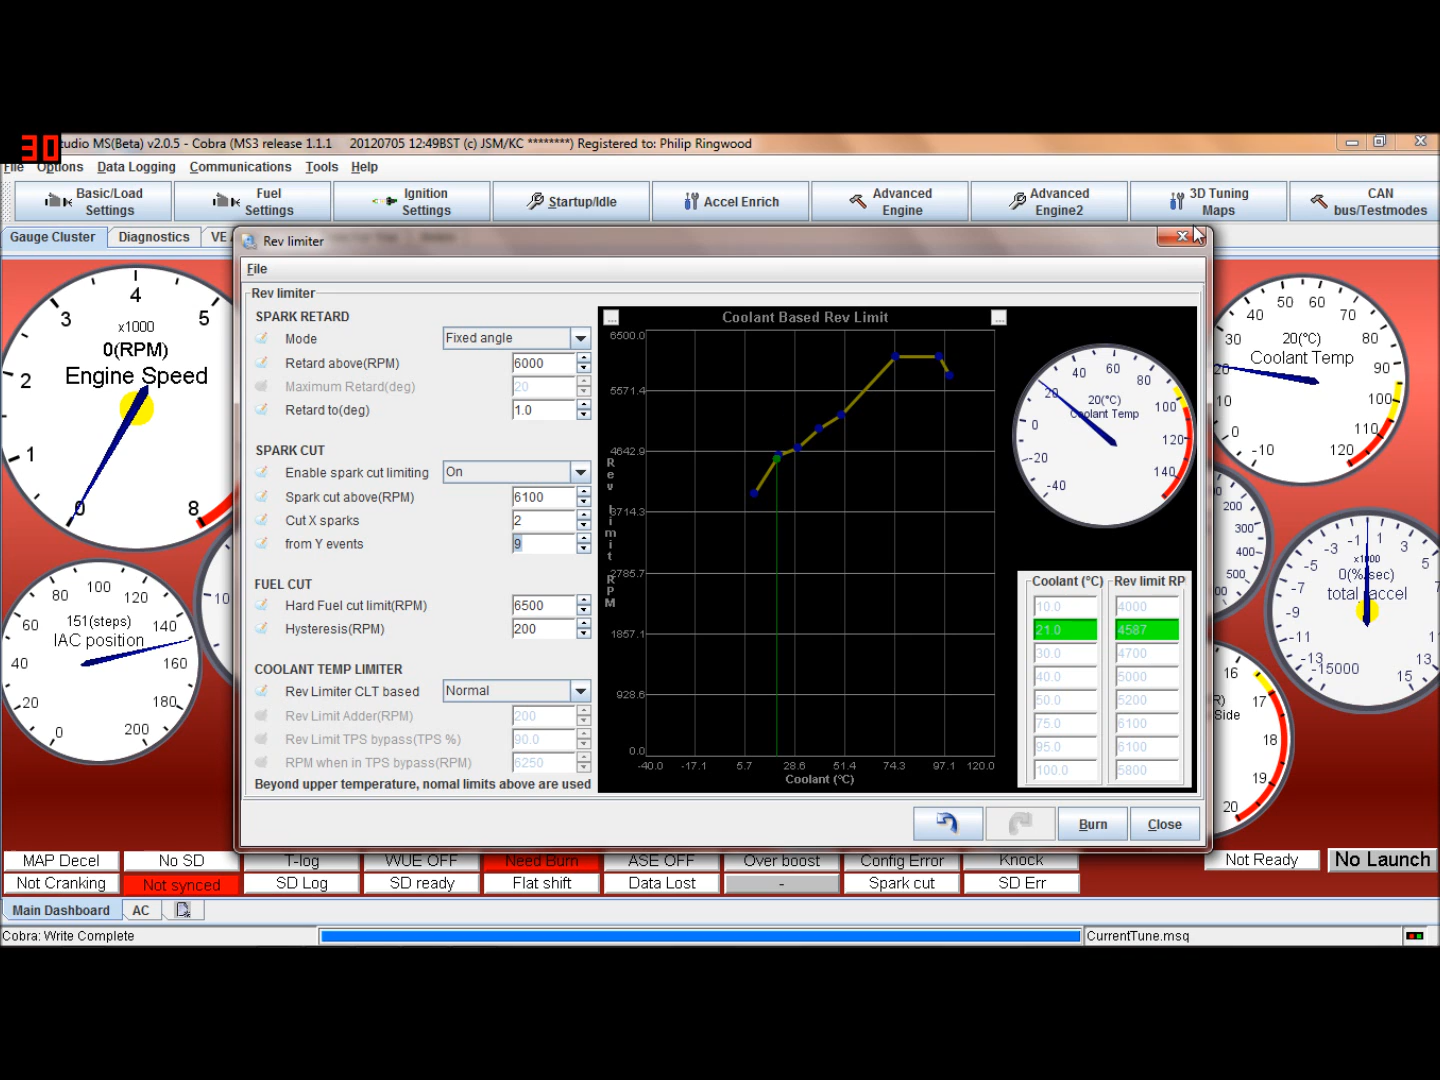 30
tudio MS(Beta) v2.0.5 - Cobra (MS3 release 1.1.1 20120705 12:49BST (c) JSM/KC ********) Registered to: Philip Ringwood
File Options Data Logging Communications Tools Help
Basic/Load Settings
Fuel Settings
Ignition Settings
Startup/Idle
Accel Enrich
Advanced Engine
Advanced Engine2
3D Tuning Maps
CAN bus/Testmodes
Gauge Cluster
Diagnostics
VE
Rev limiter
File
Rev limiter
SPARK RETARD
Mode Fixed angle
Retard above(RPM) 6000
Maximum Retard(deg) 20
Retard to(deg) 1.0
SPARK CUT
Enable spark cut limiting On
Spark cut above(RPM) 6100
Cut X sparks 2
from Y events 9
FUEL CUT
Hard Fuel cut limit(RPM) 6500
Hysteresis(RPM) 200
COOLANT TEMP LIMITER
Rev Limiter CLT based Normal
Rev Limit Adder(RPM) 200
Rev Limit TPS bypass(TPS %) 90.0
RPM when in TPS bypass(RPM) 6250
Beyond upper temperature, nomal limits above are used
... Coolant Based Rev Limit ...
6500.0
5571.4
4642.9
3714.3
2785.7
1857.1
928.6
0.0
Rev limit RPM
-40.0 -17.1 5.7 28.6 51.4 74.3 97.1 120.0
Coolant (°C)
-40 -20 0 20 40 60 80 100 120 140
20(°C)
Coolant Temp
Coolant (°C) Rev limit RP
10.0 4000
21.0 4587
30.0 4700
40.0 5000
50.0 5200
75.0 6100
95.0 6100
100.0 5800
Burn
Close
0 1 2 3 4 5 8
x1000
0(RPM)
Engine Speed
0 20 40 60 80 100 120 140 160 180 200
151(steps)
IAC position
10
-10 0 10 20 30 40 50 60 70 80 90 100 110 120
20(°C)
Coolant Temp
200
300
400
500
-15000 -13 -11 -9 -7 -5 -3 -1 1 3 5 7 15
x1000
0(%/sec)
total accel
16 17 18 19 20
R)
Side
MAP Decel
No SD
T-log
WUE OFF
Need Burn
ASE OFF
Over boost
Config Error
Knock
Not Ready
No Launch
Not Cranking
Not synced
SD Log
SD ready
Flat shift
Data Lost
-
Spark cut
SD Err
Main Dashboard
AC
Cobra: Write Complete
CurrentTune.msq